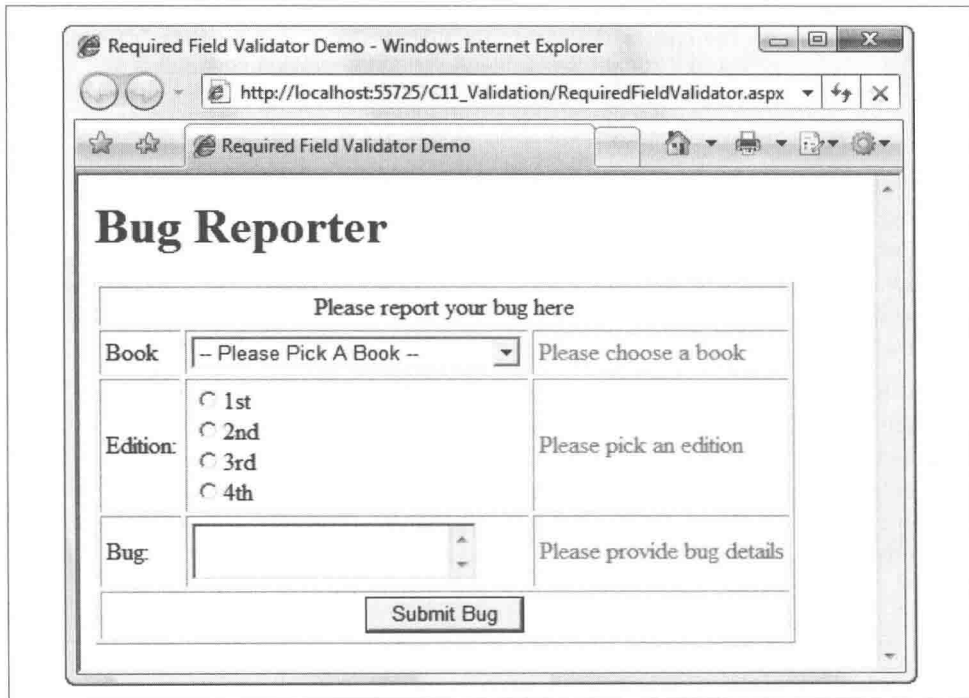 Required Field Validator Demo - Windows Internet Explorer
http://localhost:55725/C11_Validation/RequiredFieldValidator.aspx
Required Field Validator Demo
Bug Reporter
Please report your bug here
Book
-- Please Pick A Book --
Please choose a book
Edition:
1st
2nd
3rd
4th
Please pick an edition
Bug:
Please provide bug details
Submit Bug